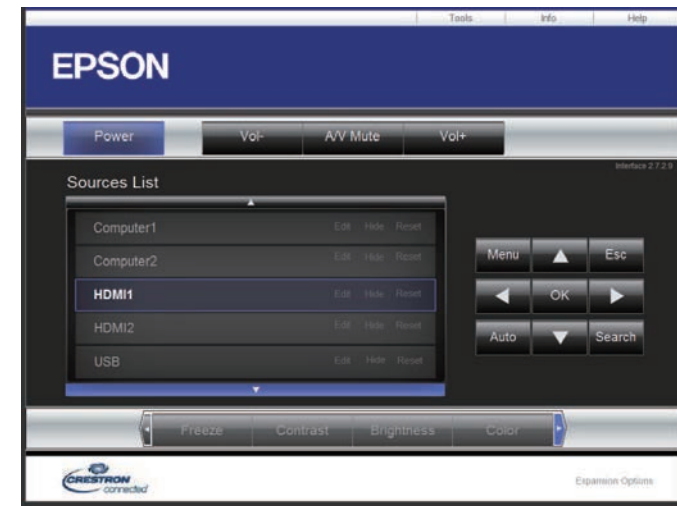 Tools Info Help
EPSON
Power Vol- A/V Mute Vol+
Interface 2.7.2.9
Sources List
Computer1 Edit Hide Reset
Computer2 Edit Hide Reset
HDMI1 Edit Hide Reset
HDMI2 Edit Hide Reset
USB Edit Hide Reset
Menu Esc
OK
Auto Search
Freeze Contrast Brightness Color
CRESTRON
connected
Expansion Options